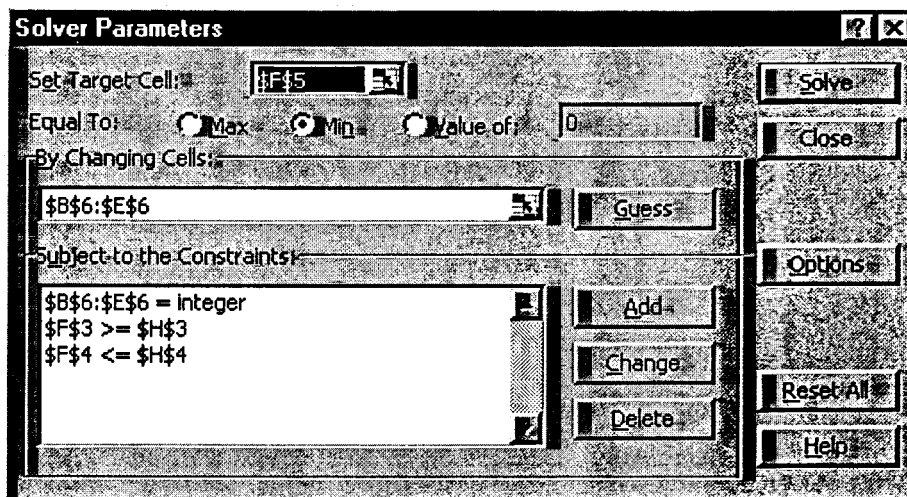 Solver Parameters
Set Target Cell: $F$5 Solve
Equal To: Max Min Value of: 0 Close
By Changing Cells:
$B$6:$E$6 Guess
Subject to the Constraints: Options
$B$6:$E$6 = integer Add
$F$3 >= $H$3
$F$4 <= $H$4 Change
Reset All
Delete
Help